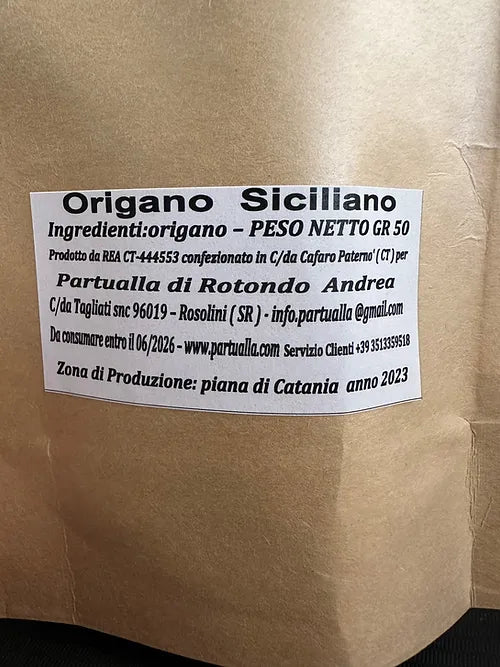 Origano Siciliano
Ingredienti:origano – PESO NETTO GR 50
Prodotto da REA CT-444553 confezionato in C/da Cafaro Paterno' ( CT ) per
Partualla di Rotondo Andrea
C/da Tagliati snc 96019 – Rosolini ( SR ) - info.partualla @gmail.com
Da consumare entro il 06/2026 – www.partualla.com Servizio Clienti +39 3513359518
Zona di Produzione: piana di Catania anno 2023